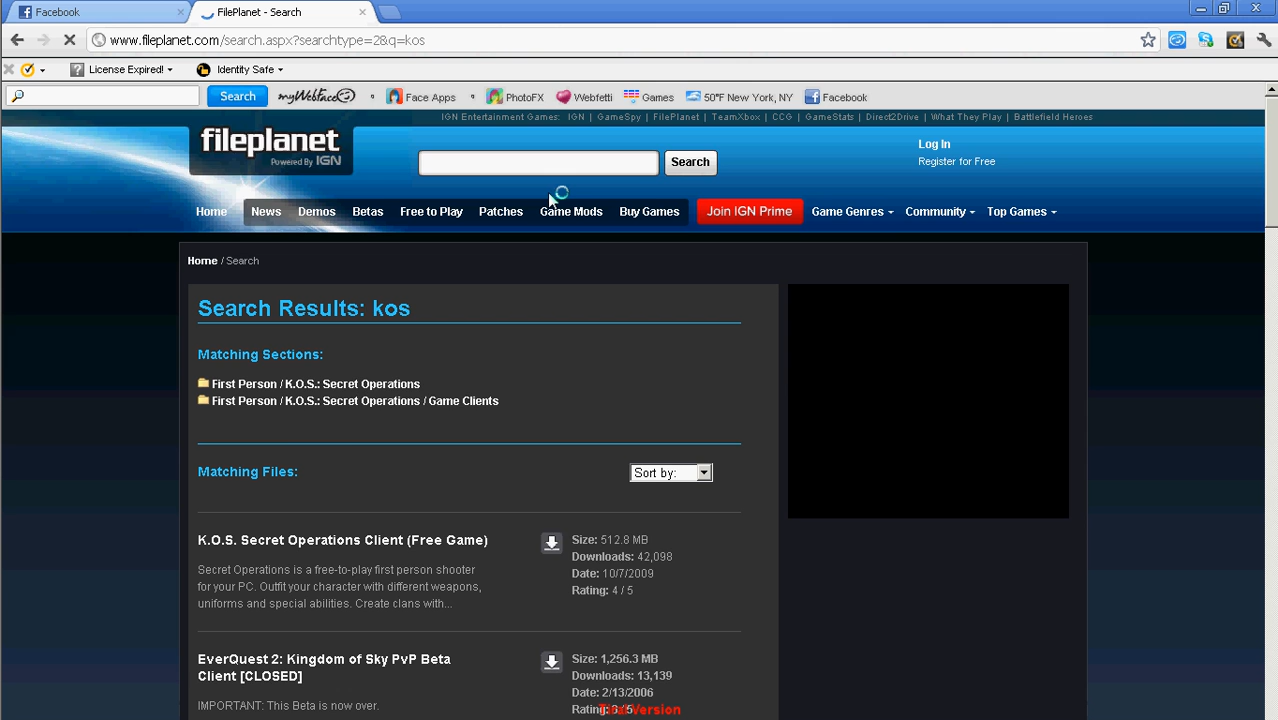 Facebook × FilePlanet - Search ×
www.fileplanet.com/search.aspx?searchtype=2&q=kos
License Expired! Identity Safe
Search myWebface Face Apps PhotoFX Webfetti Games 50°F New York, NY Facebook
IGN Entertainment Games: IGN | GameSpy | FilePlanet | TeamXbox | CCG | GameStats | Direct2Drive | What They Play | Battlefield Heroes
fileplanet
Powered By IGN
Search
Log In
Register for Free
Home News Demos Betas Free to Play Patches Game Mods Buy Games Join IGN Prime Game Genres Community Top Games
Home / Search
Search Results: kos
Matching Sections:
First Person / K.O.S.: Secret Operations
First Person / K.O.S.: Secret Operations / Game Clients
Matching Files:
Sort by:
K.O.S. Secret Operations Client (Free Game)
Secret Operations is a free-to-play first person shooter
for your PC. Outfit your character with different weapons,
uniforms and special abilities. Create clans with...
Size: 512.8 MB
Downloads: 42,098
Date: 10/7/2009
Rating: 4 / 5
EverQuest 2: Kingdom of Sky PvP Beta
Client [CLOSED]
IMPORTANT: This Beta is now over.
Size: 1,256.3 MB
Downloads: 13,139
Date: 2/13/2006